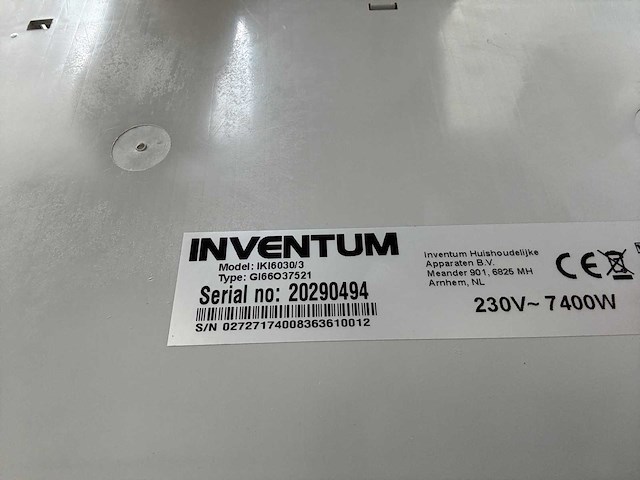 INVENTUM
Model: IKI6030/3
Type: GI66O37521
Serial no: 20290494
S/N 02727174008363610012
Inventum Huishoudelijke
Apparaten B.V.
Meander 901, 6825 MH
Arnhem, NL
CE
230V~ 7400W